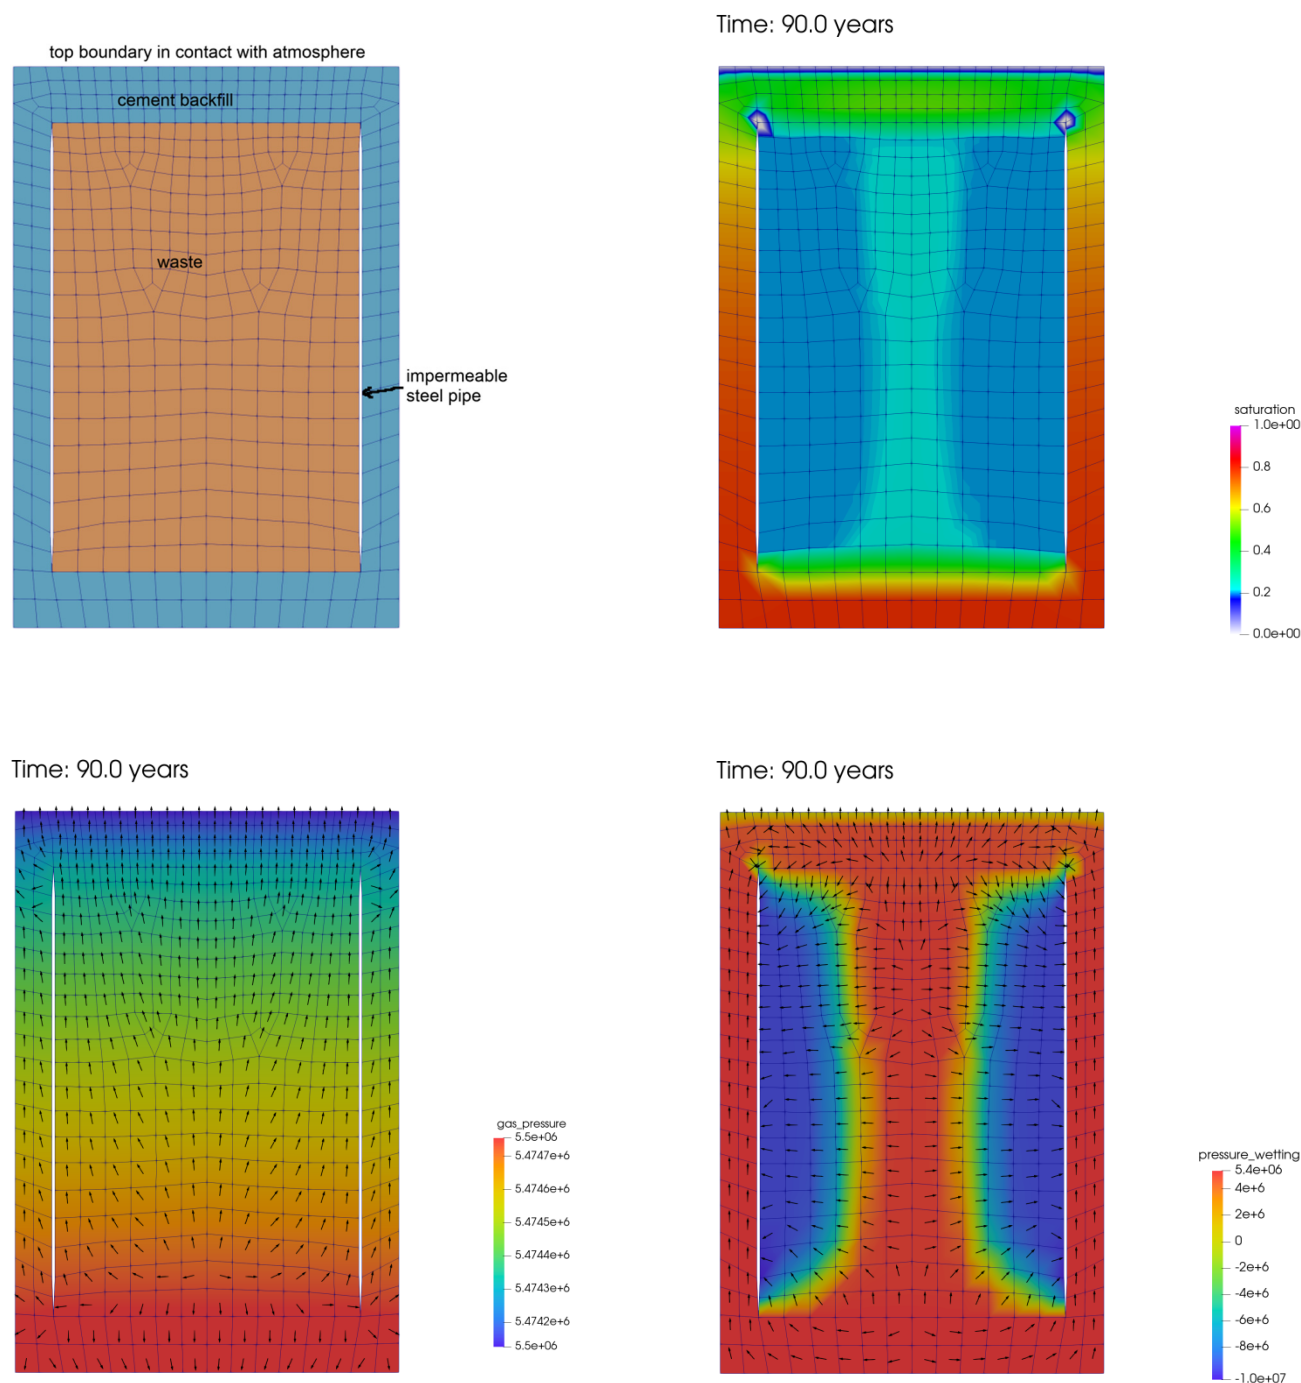 Time: 90.0 years
top boundary in contact with atmosphere
cement backfill
waste
impermeable
steel pipe
saturation
1.0e+00
0.8
0.6
0.4
0.2
0.0e+00
Time: 90.0 years
Time: 90.0 years
gas_pressure
5.5e+06
5.4747e+6
5.4746e+6
5.4745e+6
5.4744e+6
5.4743e+6
5.4742e+6
5.5e+06
pressure_wetting
5.4e+06
4e+6
2e+6
0
-2e+6
-4e+6
-6e+6
-8e+6
-1.0e+07